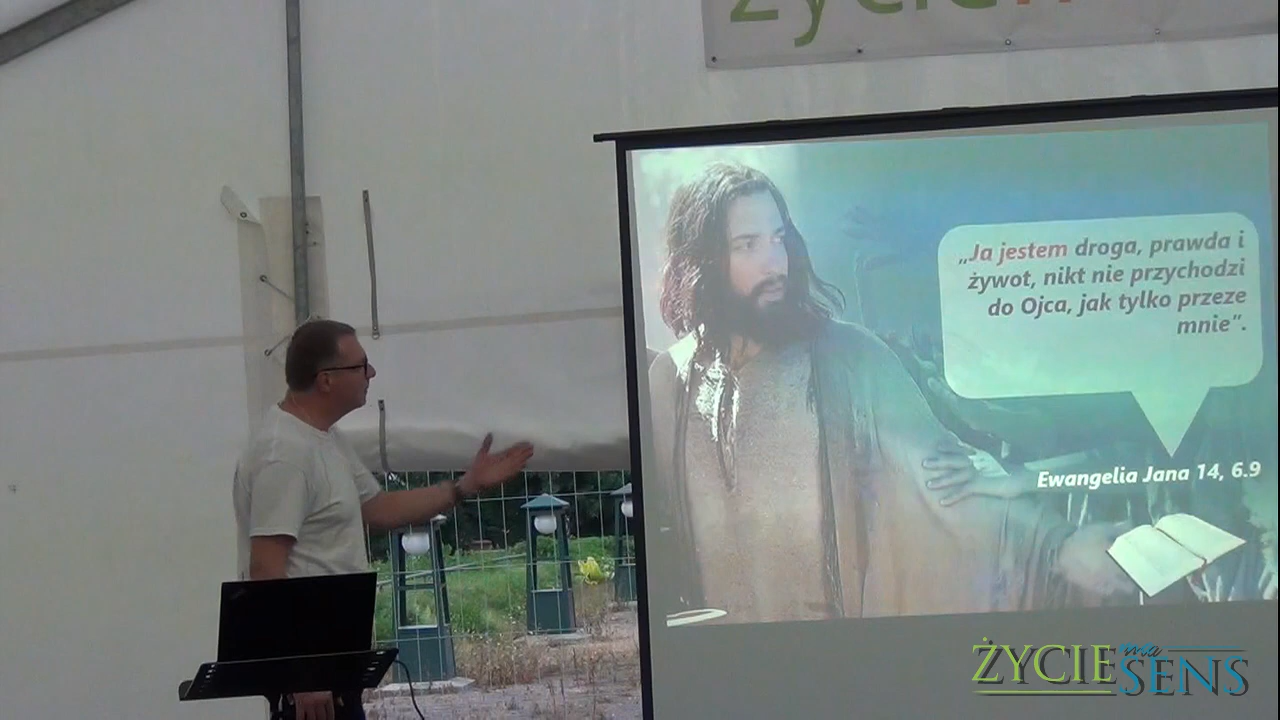 życie
„Ja jestem droga, prawda i
żywot, nikt nie przychodzi
do Ojca, jak tylko przeze
mnie”.
Ewangelia Jana 14, 6.9
ŻYCIE ma SENS